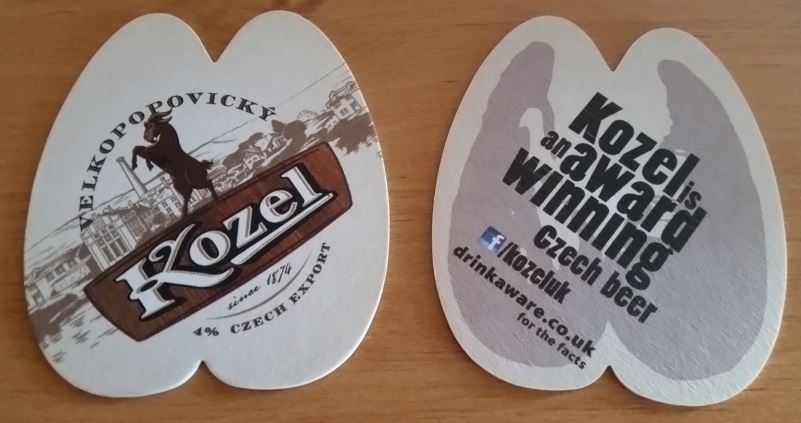 VELKOPOPOVICKÝ
Kozel
since 1874
4% CZECH EXPORT
Kozel is
an award
winning
czech beer
f/kozeluk
drinkaware.co.uk
for the facts